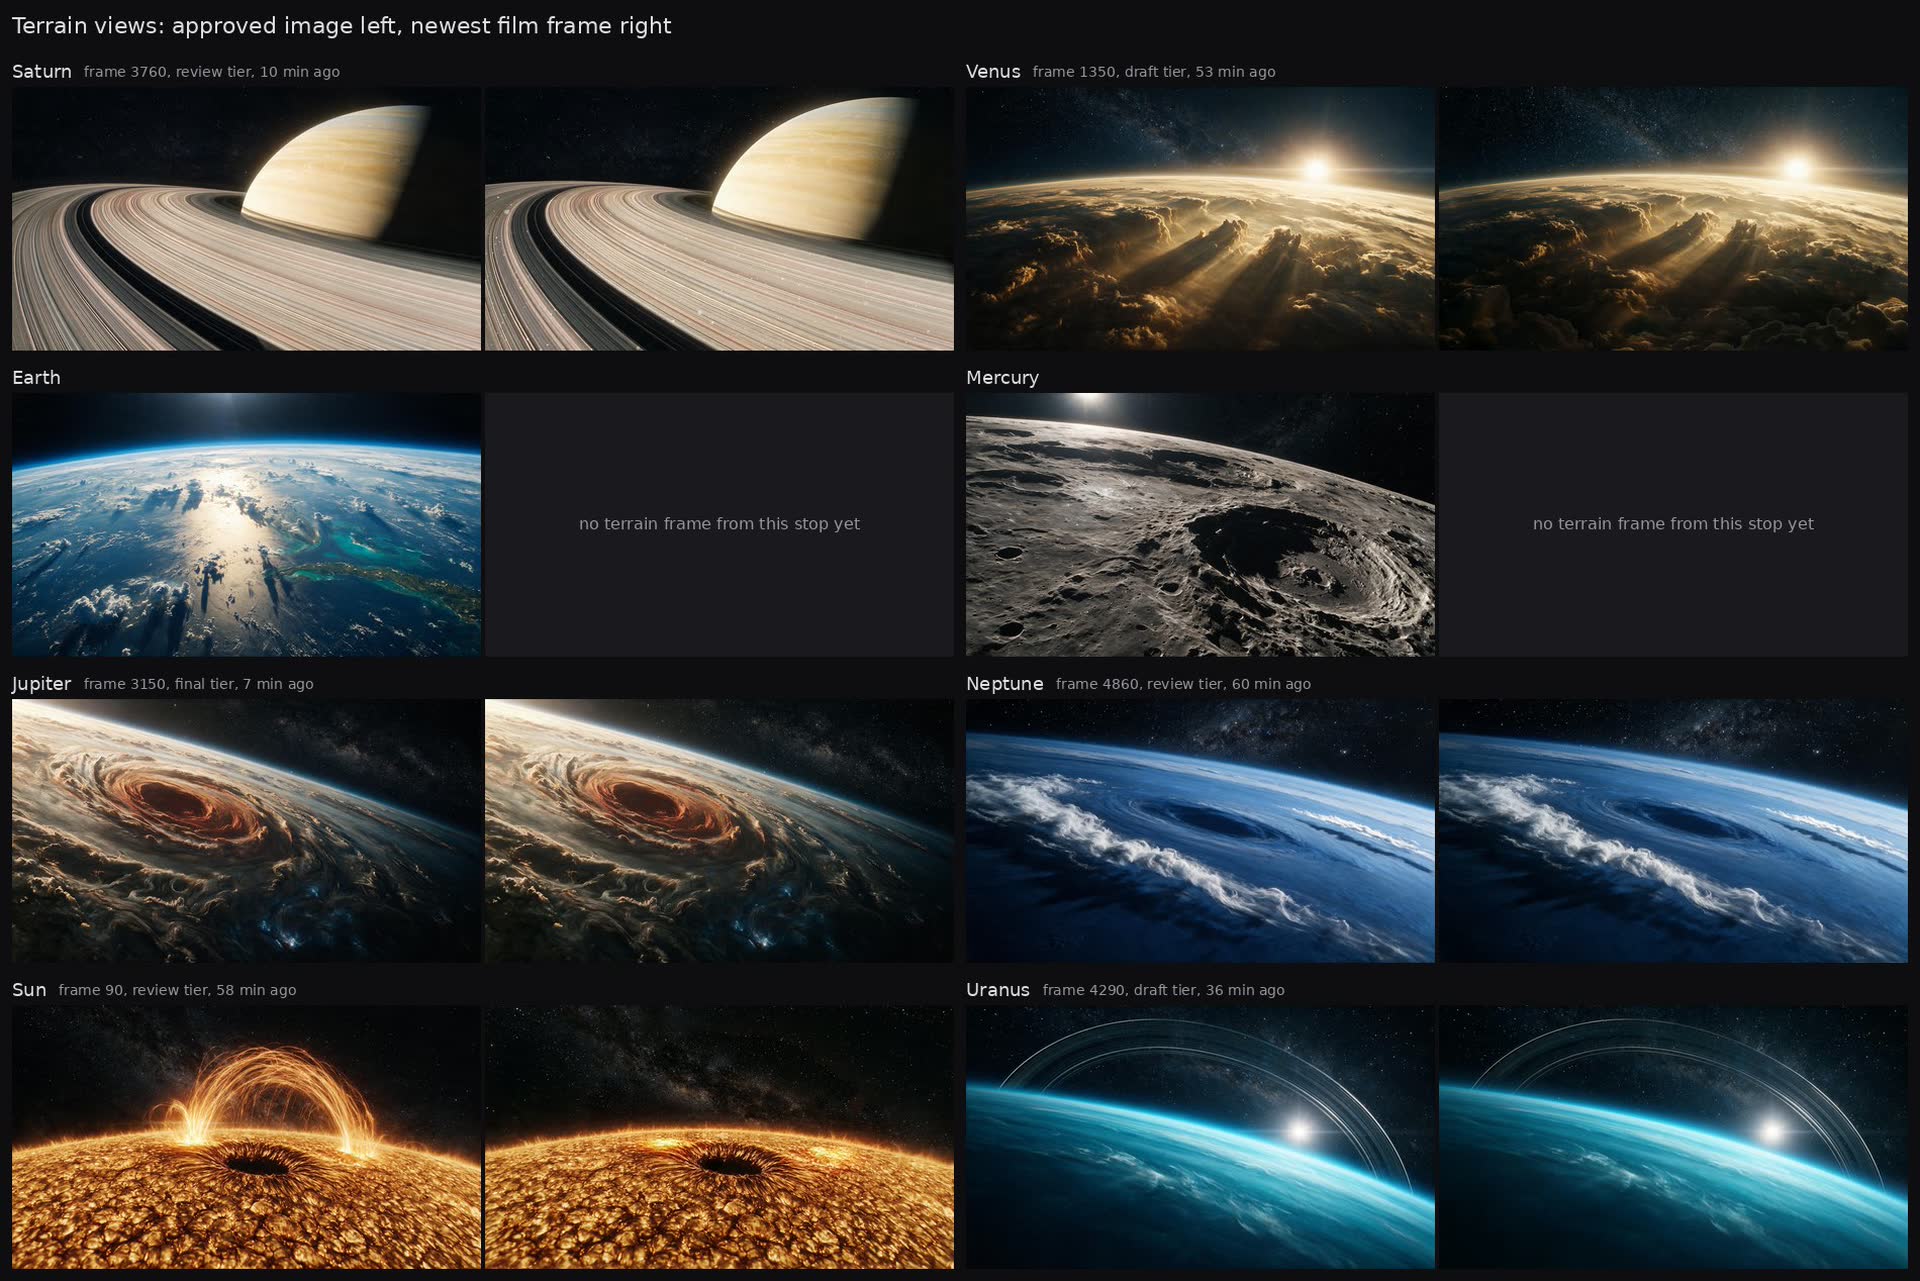 Terrain views: approved image left, newest film frame right
Saturn frame 3760, review tier, 10 min ago
Venus frame 1350, draft tier, 53 min ago
Earth
no terrain frame from this stop yet
Mercury
no terrain frame from this stop yet
Jupiter frame 3150, final tier, 7 min ago
Neptune frame 4860, review tier, 60 min ago
Sun frame 90, review tier, 58 min ago
Uranus frame 4290, draft tier, 36 min ago